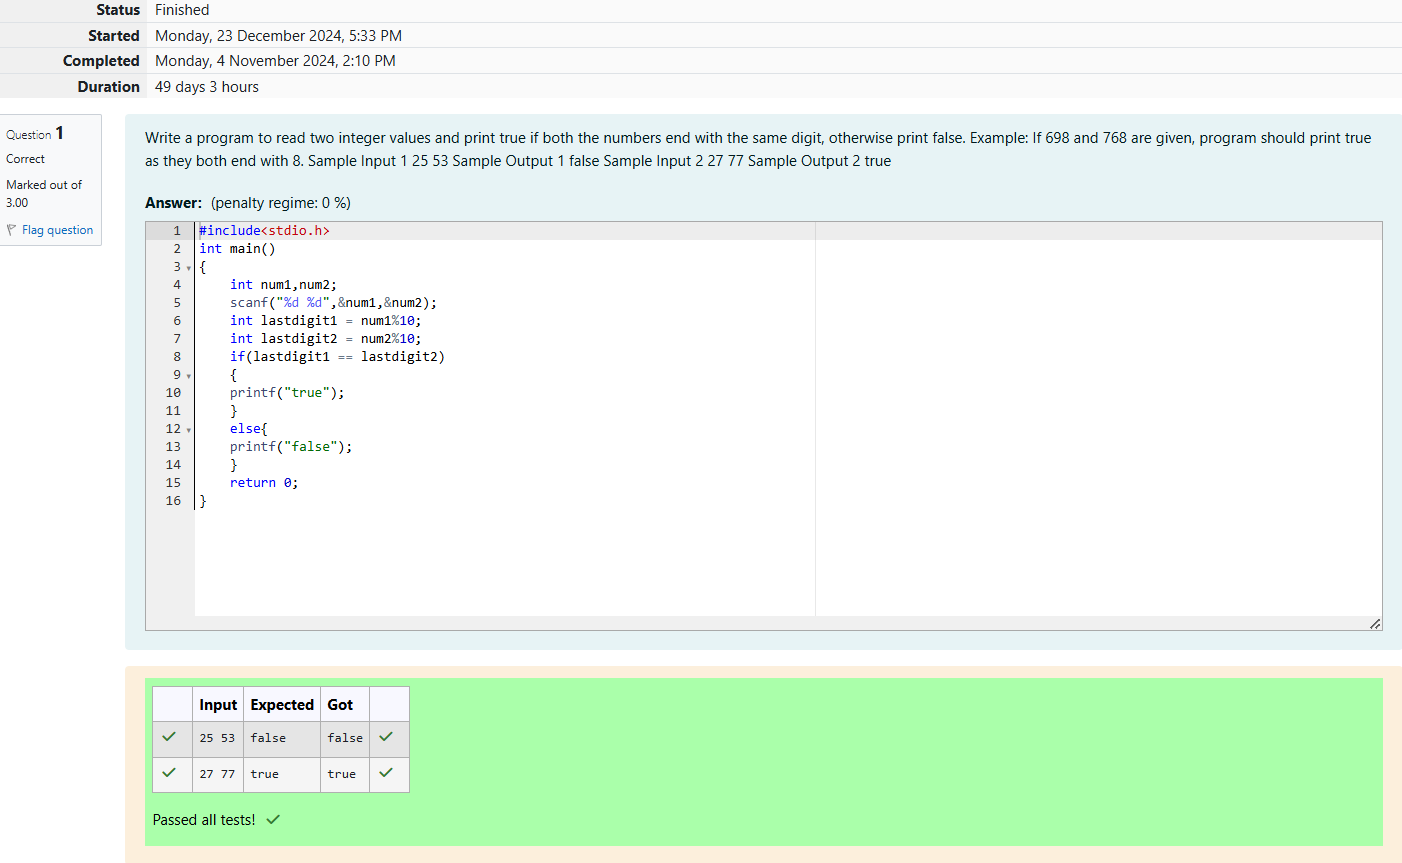 Status Finished
Started Monday, 23 December 2024, 5:33 PM
Completed Monday, 4 November 2024, 2:10 PM
Duration 49 days 3 hours
Question 1
Correct
Marked out of
3.00
Flag question
Write a program to read two integer values and print true if both the numbers end with the same digit, otherwise print false. Example: If 698 and 768 are given, program should print true
as they both end with 8. Sample Input 1 25 53 Sample Output 1 false Sample Input 2 27 77 Sample Output 2 true
Answer: (penalty regime: 0 %)
1 #include<stdio.h>
2 int main()
3 {
4 int num1,num2;
5 scanf("%d %d",&num1,&num2);
6 int lastdigit1 = num1%10;
7 int lastdigit2 = num2%10;
8 if(lastdigit1 == lastdigit2)
9 {
10 printf("true");
11 }
12 else{
13 printf("false");
14 }
15 return 0;
16 }
Input Expected Got
25 53 false false
27 77 true true
Passed all tests!